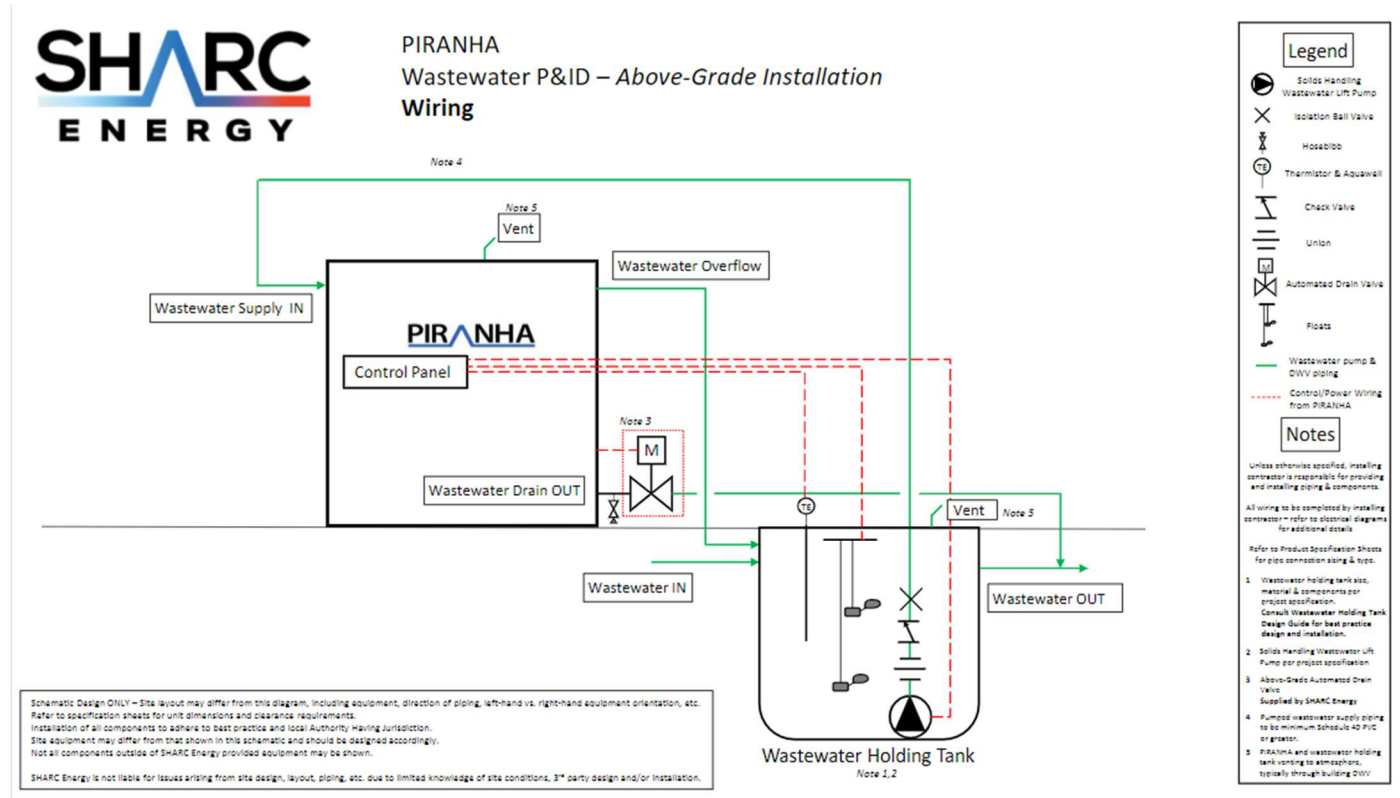 SHARC
ENERGY
PIRANHA
Wastewater P&ID – Above-Grade Installation
Wiring
Note 4
Note 5
Vent
Wastewater Overflow
Wastewater Supply IN
PIRANHA
Control Panel
Note 3
M
Wastewater Drain OUT
TE
Vent
Note 5
Wastewater IN
Wastewater OUT
Wastewater Holding Tank
Note 1,2
Schematic Design ONLY – Site layout may differ from this diagram, including equipment, direction of piping, left-hand vs. right-hand equipment orientation, etc.
Refer to specification sheets for unit dimensions and clearance requirements.
Installation of all components to adhere to best practice and local Authority Having Jurisdiction.
Site equipment may differ from that shown in this schematic and should be designed accordingly.
Not all components outside of SHARC Energy provided equipment may be shown.
SHARC Energy is not liable for issues arising from site design, layout, piping, etc. due to limited knowledge of site conditions, 3rd party design and/or installation.
Legend
Solids Handling
Wastewater Lift Pump
Isolation Ball Valve
Hosebibb
TE
Thermistor & Aquawell
Check Valve
Union
M
Automated Drain Valve
Floats
Wastewater pump &
DWV piping
Control/Power Wiring
from PIRANHA
Notes
Unless otherwise specified, installing
contractor is responsible for providing
and installing piping & components.
All wiring to be completed by installing
contractor – refer to electrical diagrams
for additional details
Refer to Product Specification Sheets
for pipe connection sizing & type.
1 Wastewater holding tank size,
material & components per
project specification.
Consult Wastewater Holding Tank
Design Guide for best practice
design and installation.
2 Solids Handling Wastewater Lift
Pump per project specification
3 Above-Grade Automated Drain
Valve
Supplied by SHARC Energy
4 Pumped wastewater supply piping
to be minimum Schedule 40 PVC
or greater.
5 PIRANHA and wastewater holding
tank venting to atmosphere,
typically through building DWV